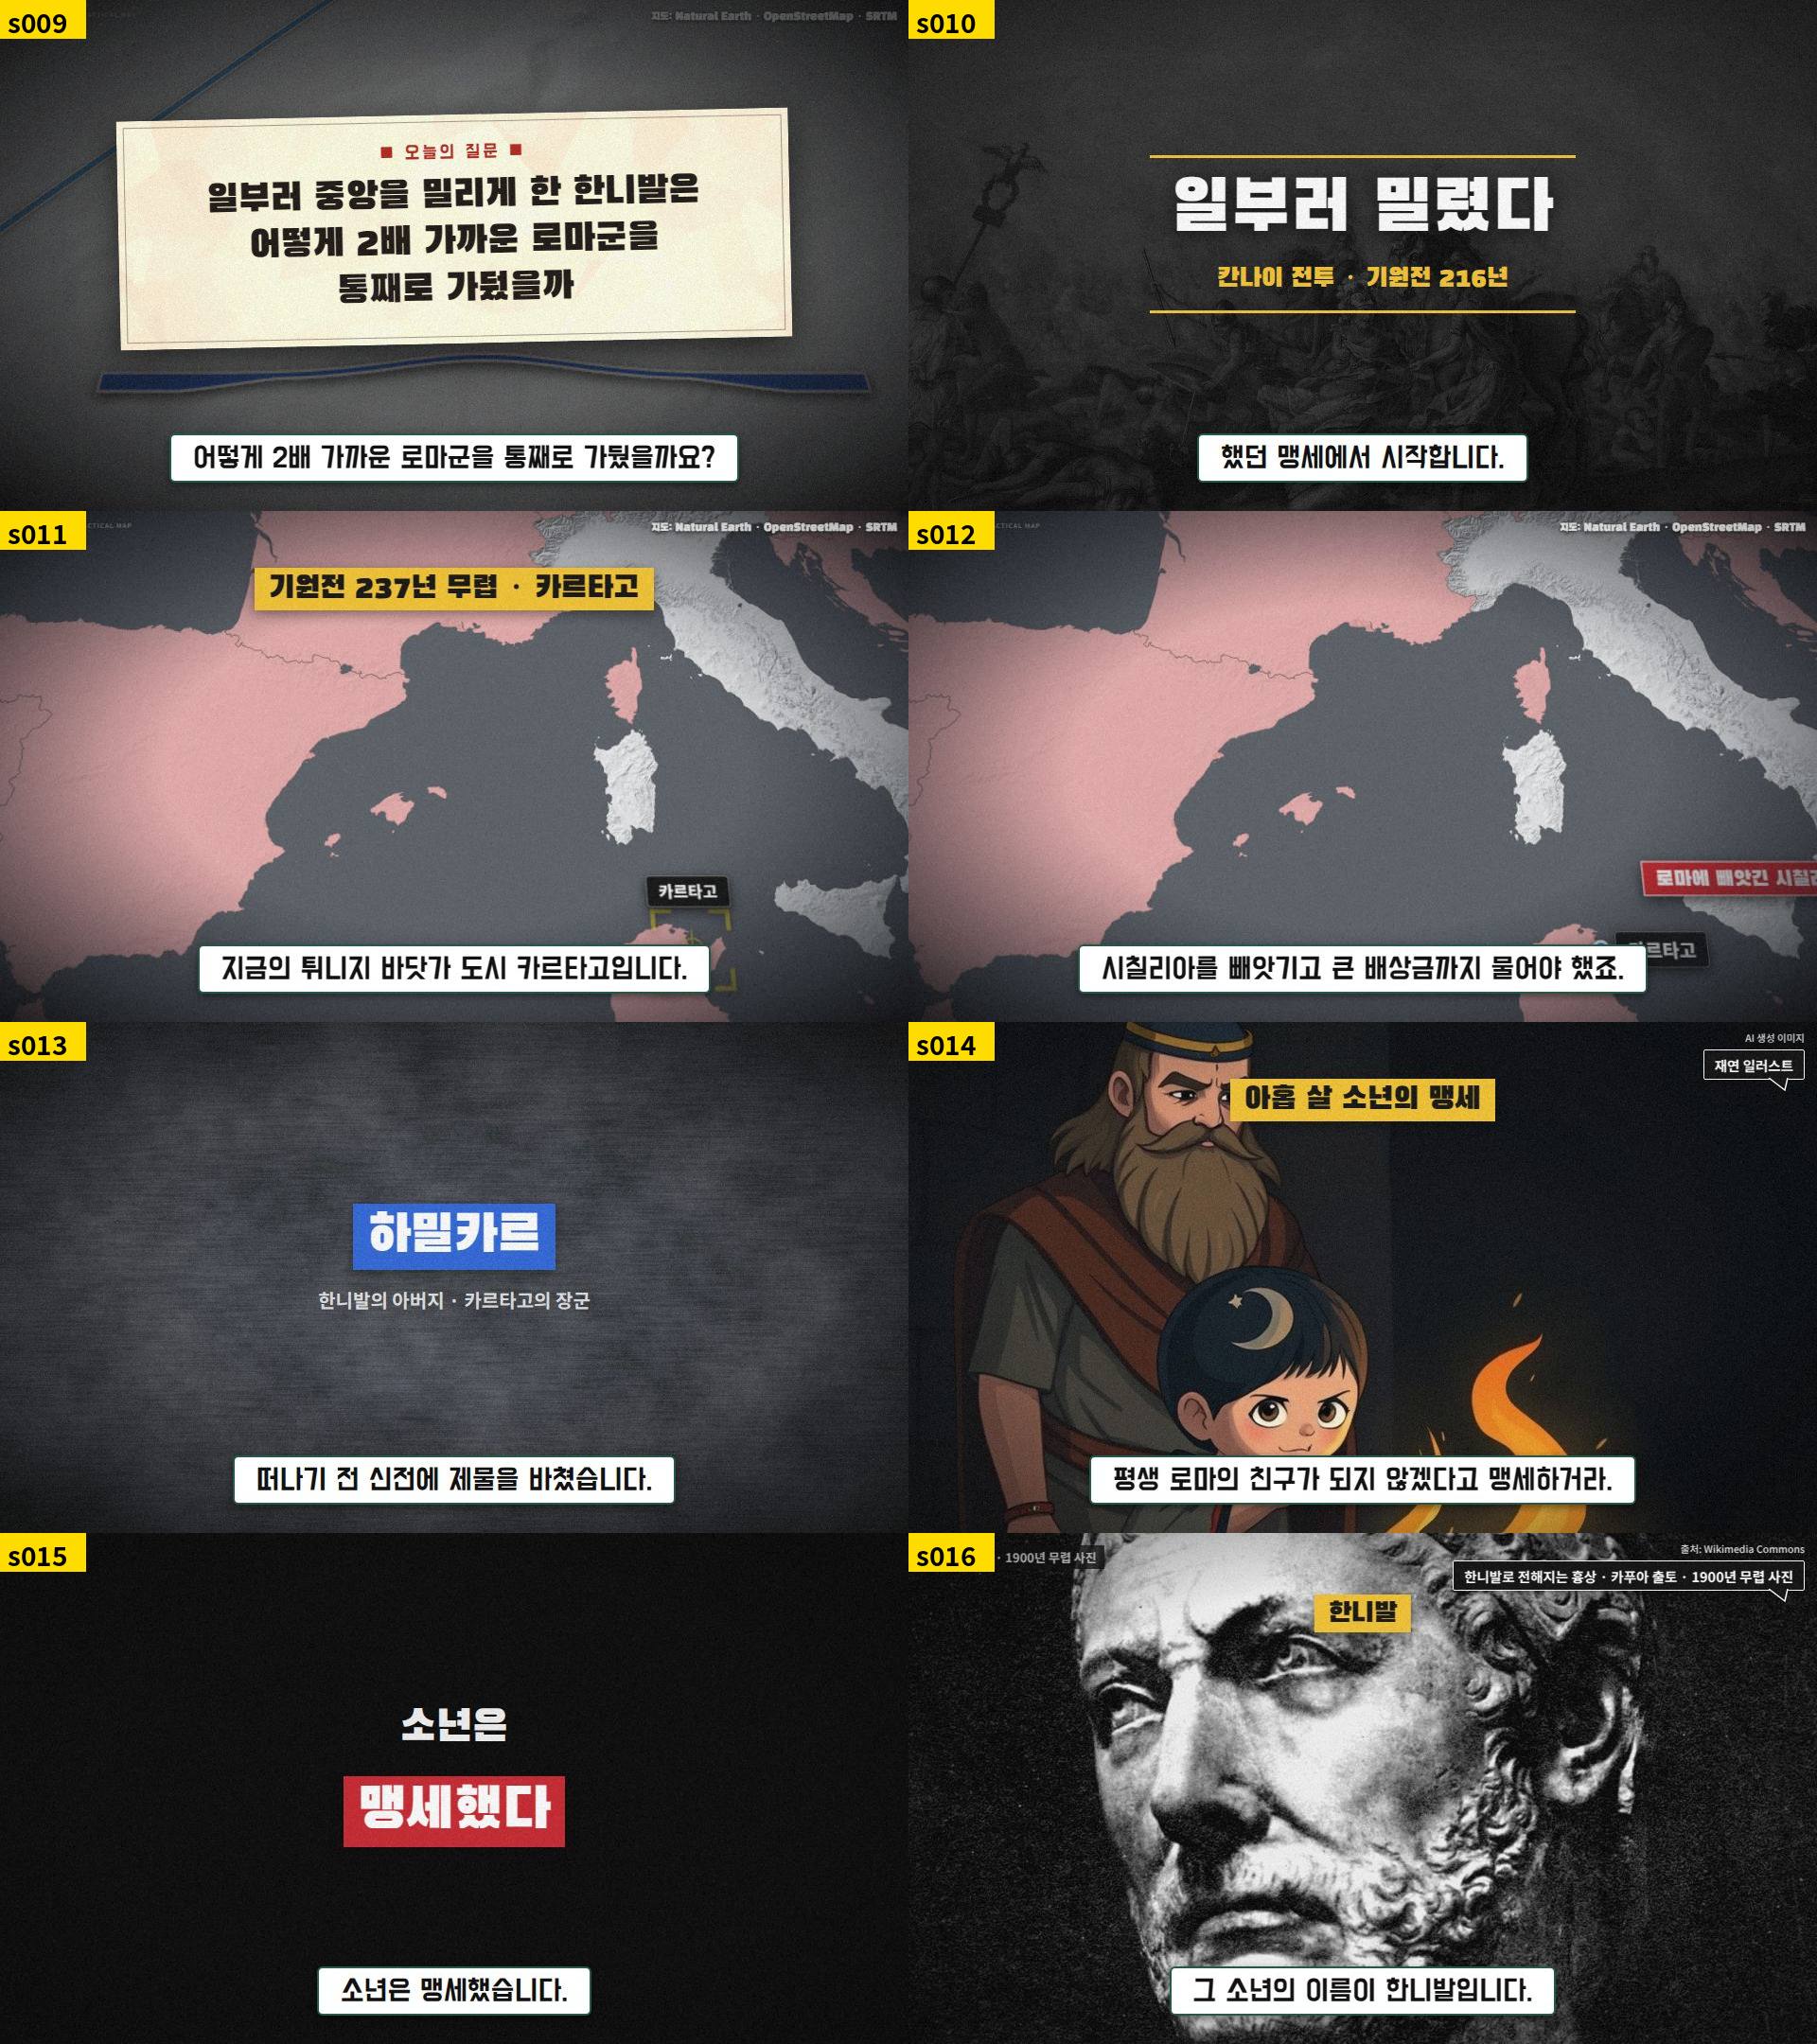 s009
지도: Natural Earth · OpenStreetMap · SRTM
■ 오늘의 질문 ■
일부러 중앙을 밀리게 한 한니발은
어떻게 2배 가까운 로마군을
통째로 가뒀을까
어떻게 2배 가까운 로마군을 통째로 가뒀을까요?
s010
일부러 밀렸다
칸나이 전투 · 기원전 216년
했던 맹세에서 시작합니다.
s011
CTICAL MAP
지도: Natural Earth · OpenStreetMap · SRTM
기원전 237년 무렵 · 카르타고
카르타고
지금의 튀니지 바닷가 도시 카르타고입니다.
s012
CTICAL MAP
지도: Natural Earth · OpenStreetMap · SRTM
로마에 빼앗긴 시칠리
르타고
시칠리아를 빼앗기고 큰 배상금까지 물어야 했죠.
s013
하밀카르
한니발의 아버지 · 카르타고의 장군
떠나기 전 신전에 제물을 바쳤습니다.
s014
AI 생성 이미지
재연 일러스트
아홉 살 소년의 맹세
평생 로마의 친구가 되지 않겠다고 맹세하거라.
s015
소년은
맹세했다
소년은 맹세했습니다.
s016
· 1900년 무렵 사진
출처: Wikimedia Commons
한니발로 전해지는 흉상 · 카푸아 출토 · 1900년 무렵 사진
한니발
그 소년의 이름이 한니발입니다.